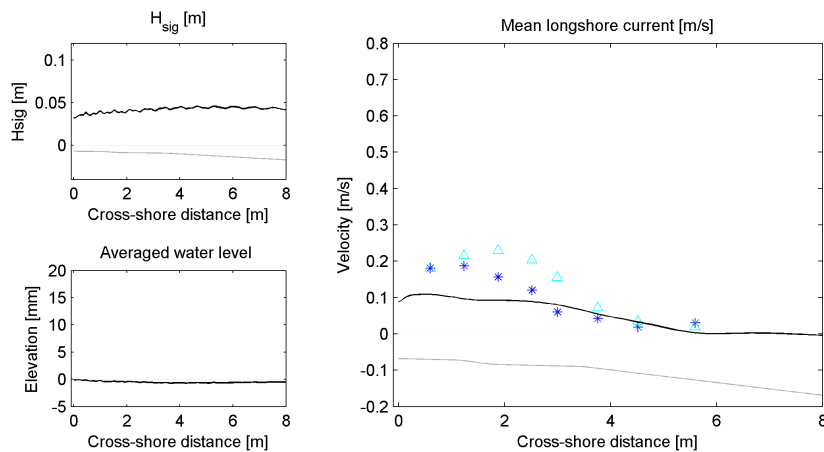 H_sig [m]
0.1
0.05
0
Hsig [m]
0 2 4 6 8
Cross-shore distance [m]
Averaged water level
20
15
10
5
0
-5
Elevation [mm]
0 2 4 6 8
Cross-shore distance [m]
Mean longshore current [m/s]
0.8
0.7
0.6
0.5
0.4
0.3
0.2
0.1
0
-0.1
-0.2
Velocity [m/s]
0 2 4 6 8
Cross-shore distance [m]